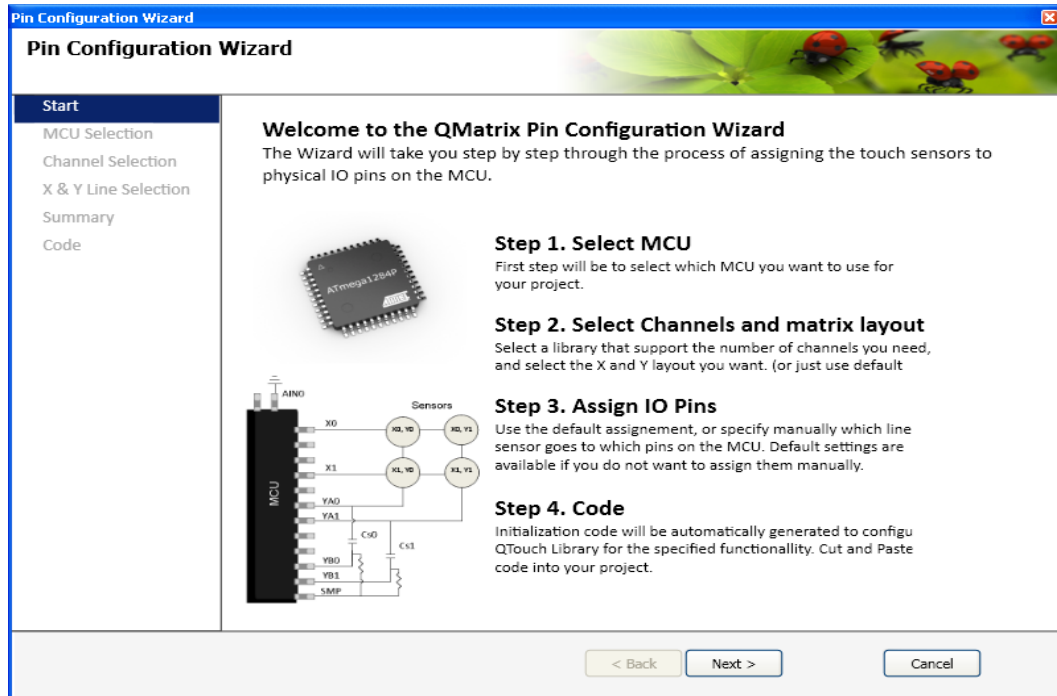 Pin Configuration Wizard
Pin Configuration Wizard
Start
MCU Selection
Channel Selection
X & Y Line Selection
Summary
Code
Welcome to the QMatrix Pin Configuration Wizard
The Wizard will take you step by step through the process of assigning the touch sensors to
physical IO pins on the MCU.
ATmega1284P
Step 1. Select MCU
First step will be to select which MCU you want to use for
your project.
Step 2. Select Channels and matrix layout
Select a library that support the number of channels you need,
and select the X and Y layout you want. (or just use default
AIN0
Sensors
X0
X0, Y0
X0, Y1
X1
X1, Y0
X1, Y1
MCU
YA0
YA1
Cs0
Cs1
YB0
YB1
SMP
Step 3. Assign IO Pins
Use the default assignement, or specify manually which line
sensor goes to which pins on the MCU. Default settings are
available if you do not want to assign them manually.
Step 4. Code
Initialization code will be automatically generated to configu
QTouch Library for the specified functionallity. Cut and Paste
code into your project.
< Back
Next >
Cancel